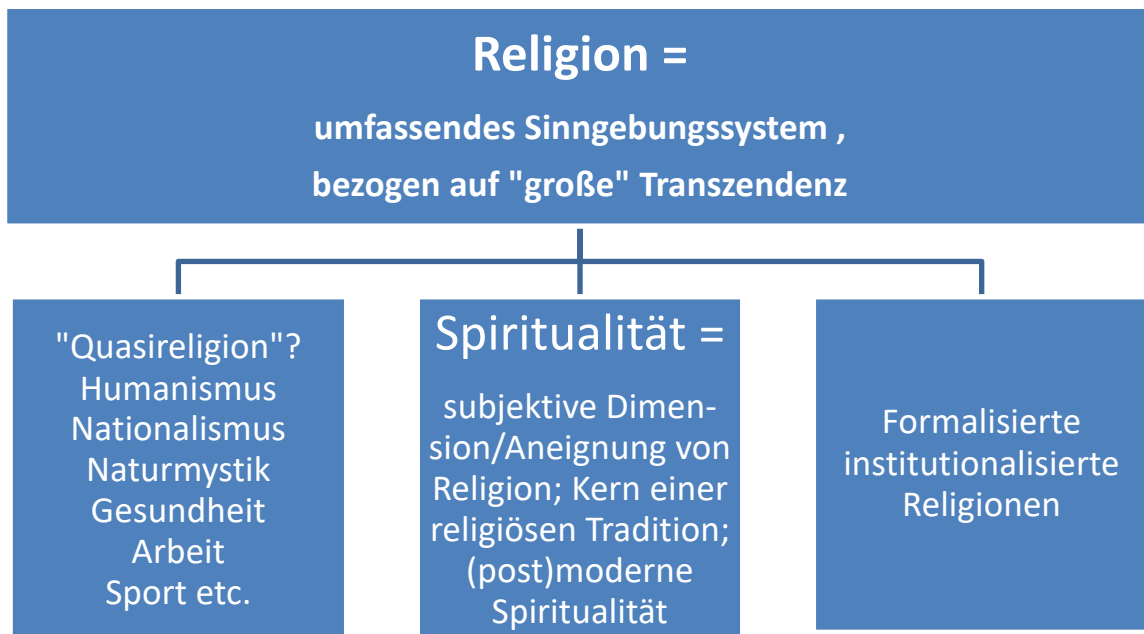 Religion =
umfassendes Sinngebungssystem ,
bezogen auf "große" Transzendenz
"Quasireligion"?
Humanismus
Nationalismus
Naturmystik
Gesundheit
Arbeit
Sport etc.
Spiritualität =
subjektive Dimen-
sion/Aneignung von
Religion; Kern einer
religiösen Tradition;
(post)moderne
Spiritualität
Formalisierte
institutionalisierte
Religionen